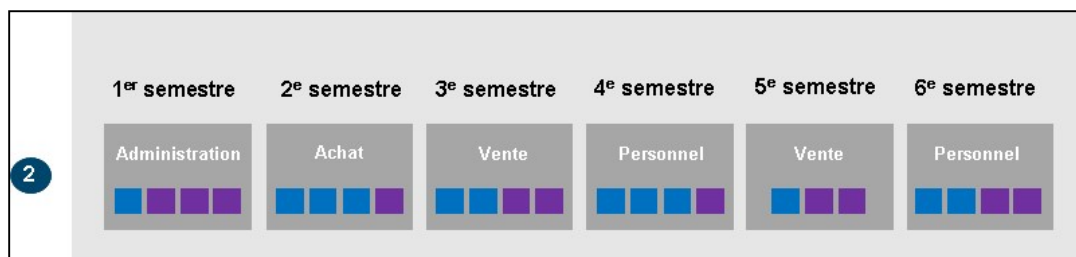 1er semestre 2e semestre 3e semestre 4e semestre 5e semestre 6e semestre
Administration Achat Vente Personnel Vente Personnel
2